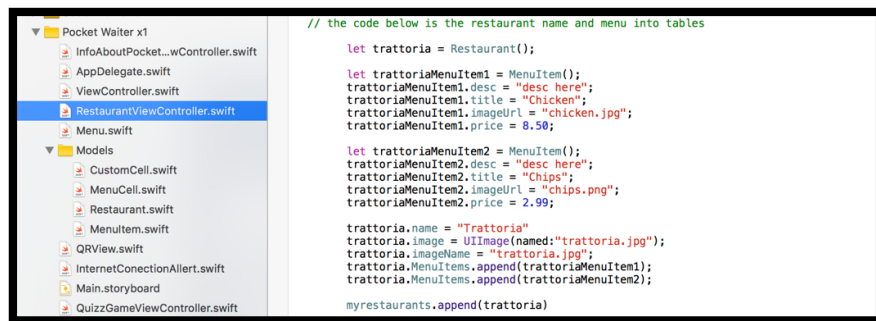 Pocket Waiter x1
InfoAboutPocket...wController.swift
AppDelegate.swift
ViewController.swift
RestaurantViewController.swift
Menu.swift
Models
CustomCell.swift
MenuCell.swift
Restaurant.swift
MenuItem.swift
QRView.swift
InternetConectionAllert.swift
Main.storyboard
QuizzGameViewController.swift
// the code below is the restaurant name and menu into tables
let trattoria = Restaurant();
let trattoriaMenuItem1 = MenuItem();
trattoriaMenuItem1.desc = "desc here";
trattoriaMenuItem1.title = "Chicken";
trattoriaMenuItem1.imageUrl = "chicken.jpg";
trattoriaMenuItem1.price = 8.50;
let trattoriaMenuItem2 = MenuItem();
trattoriaMenuItem2.desc = "desc here";
trattoriaMenuItem2.title = "Chips";
trattoriaMenuItem2.imageUrl = "chips.png";
trattoriaMenuItem2.price = 2.99;
trattoria.name = "Trattoria"
trattoria.image = UIImage(named:"trattoria.jpg");
trattoria.imageName = "trattoria.jpg";
trattoria.MenuItems.append(trattoriaMenuItem1);
trattoria.MenuItems.append(trattoriaMenuItem2);
myrestaurants.append(trattoria)